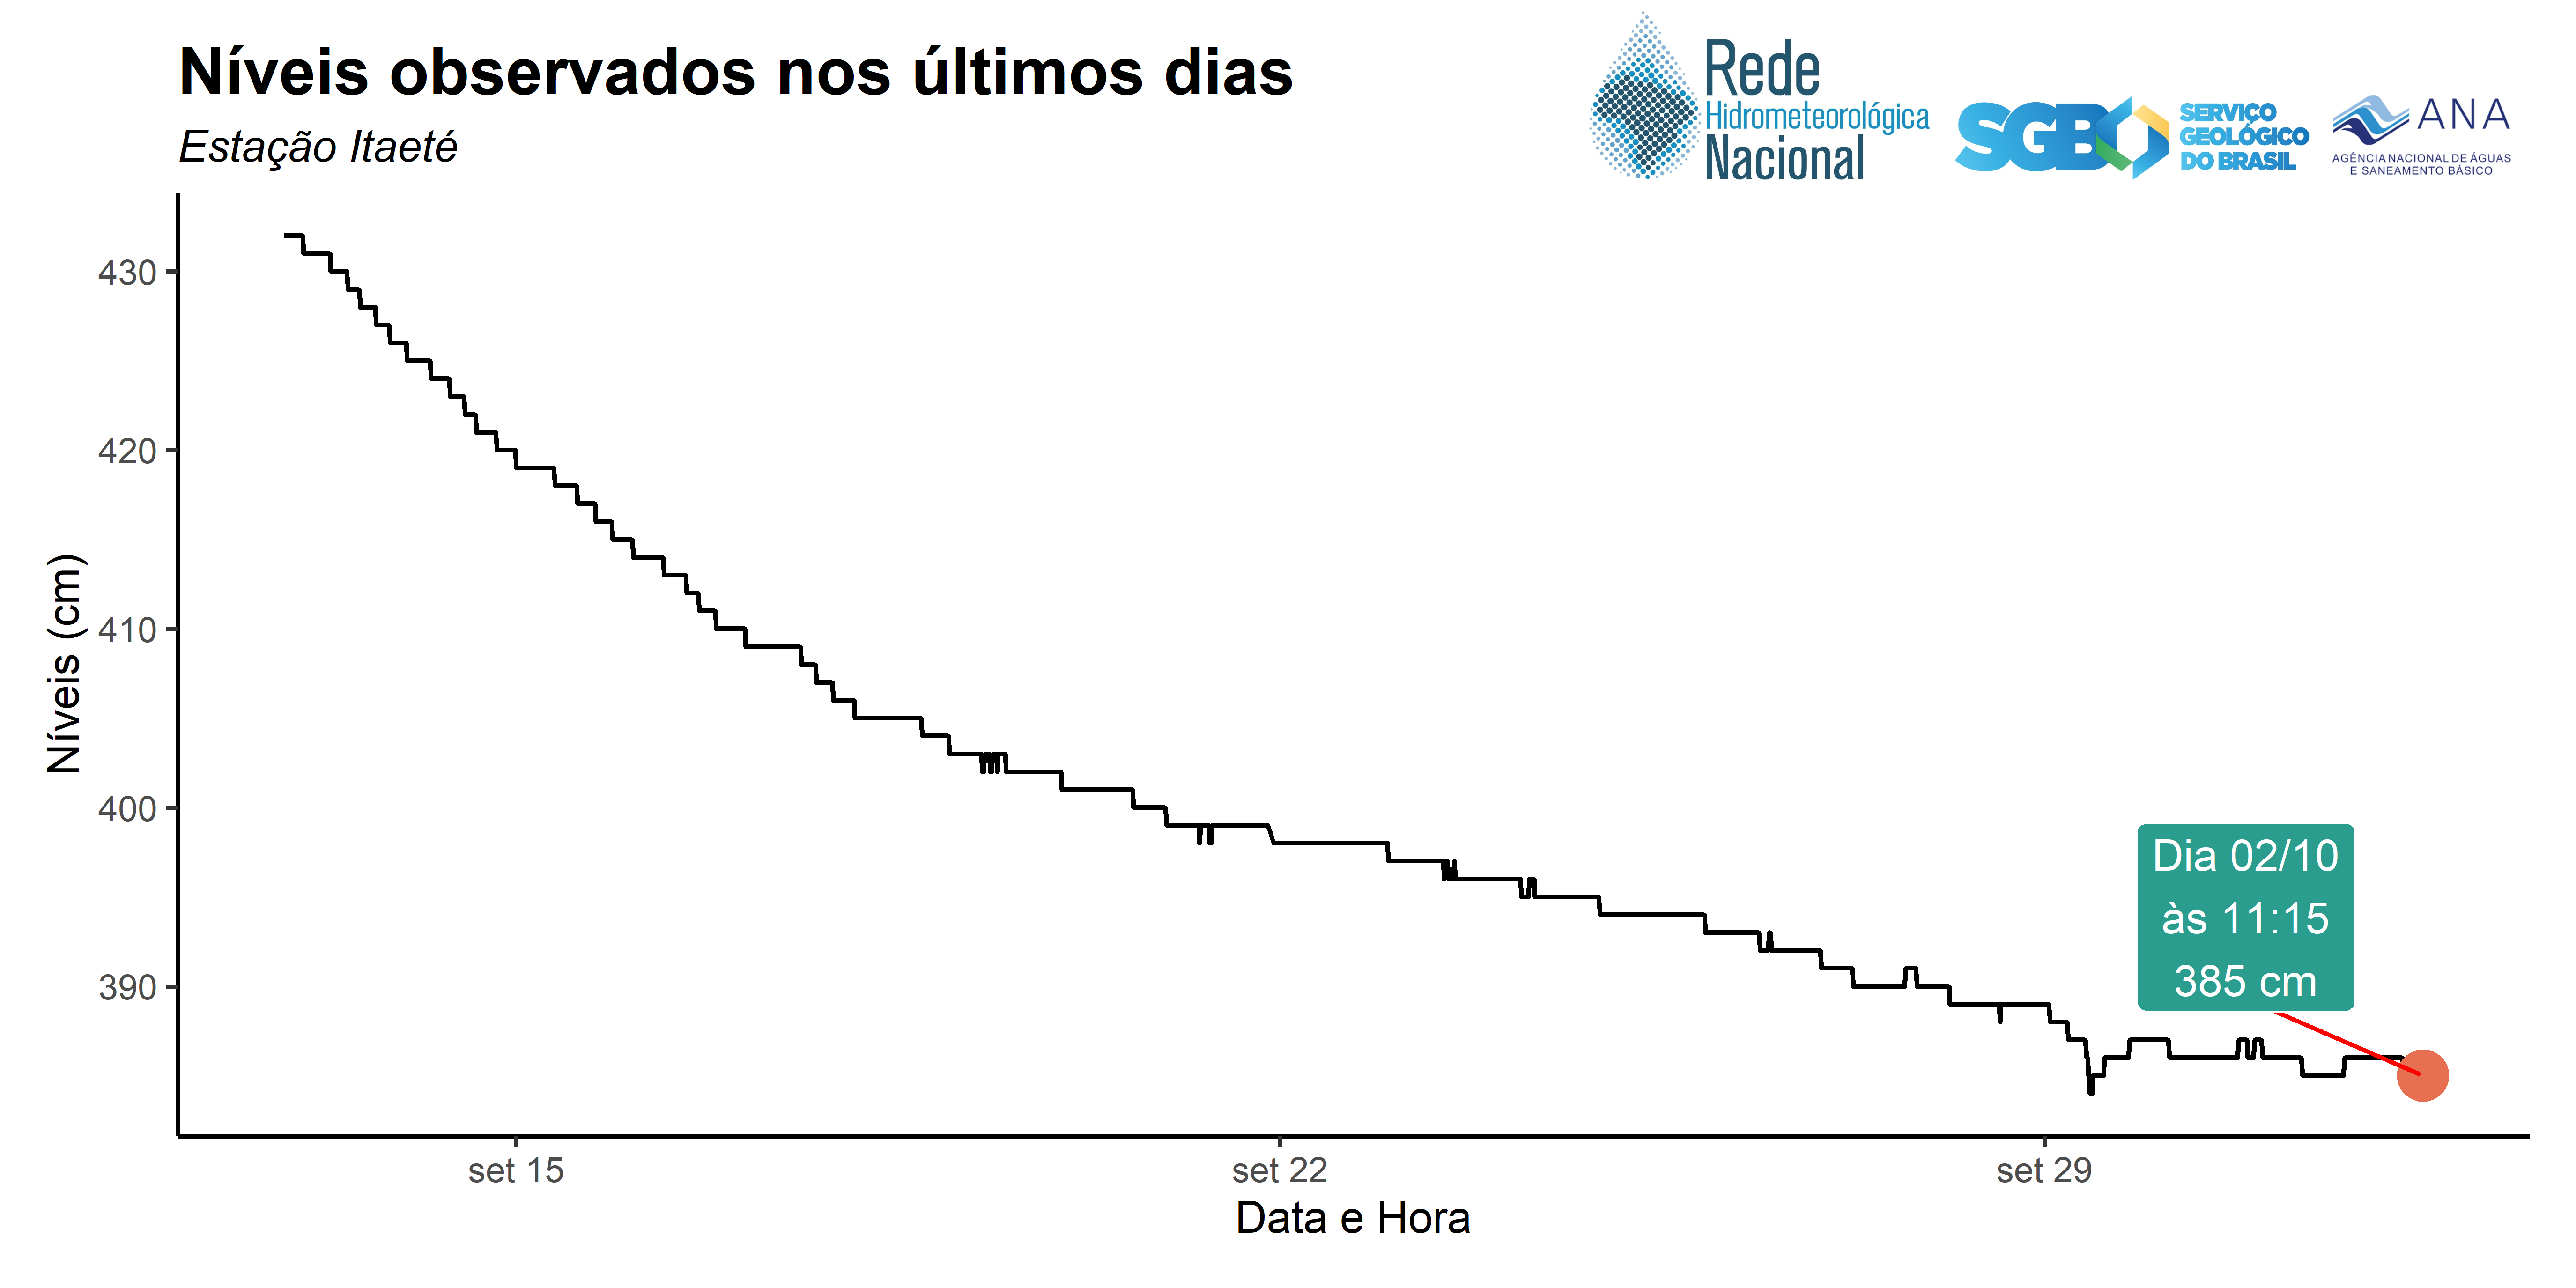 Níveis observados nos últimos dias
Estação Itaeté
Rede
Hidrometeorológica
Nacional
SGB
SERVIÇO
GEOLÓGICO
DO BRASIL
ANA
AGÊNCIA NACIONAL DE ÁGUAS
E SANEAMENTO BÁSICO
Níveis (cm)
430
420
410
400
390
Dia 02/10
às 11:15
385 cm
set 15
set 22
set 29
Data e Hora